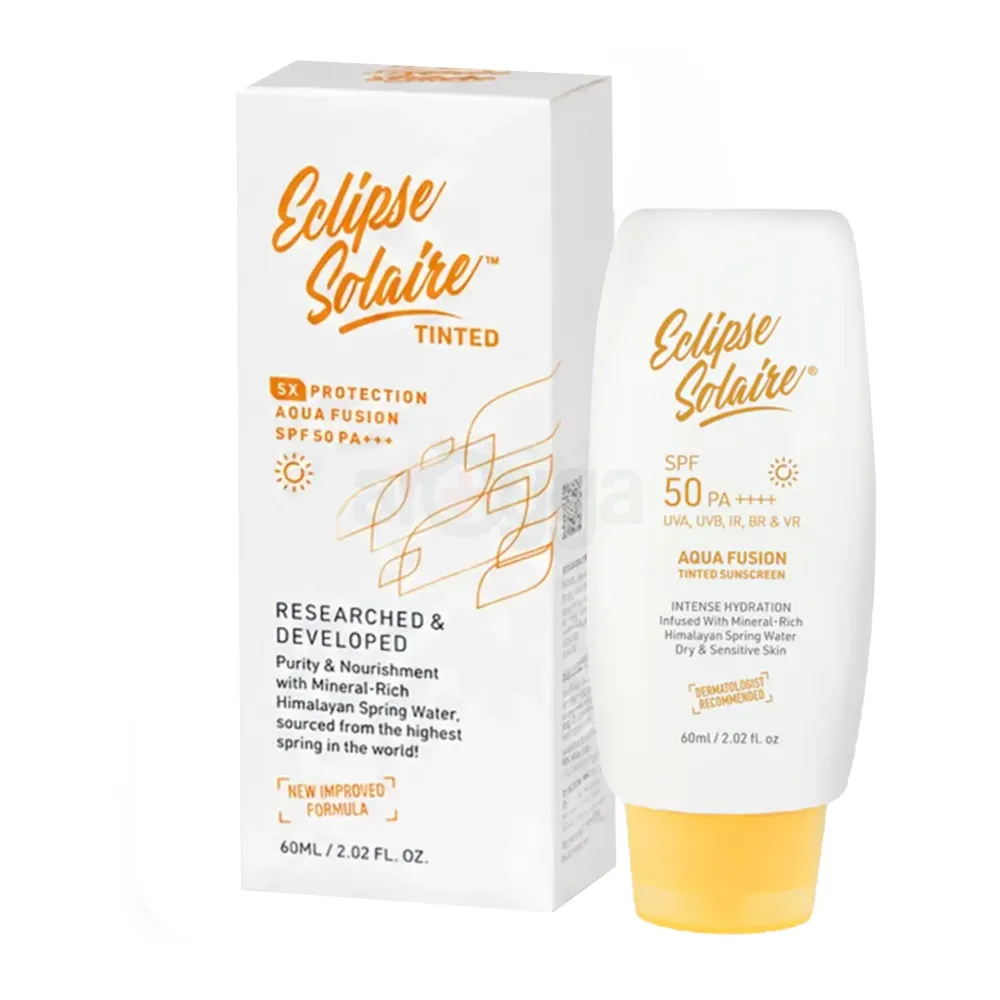 Eclipse
Solaire™
TINTED
5X PROTECTION
AQUA FUSION
SPF 50 PA+++
RESEARCHED &
DEVELOPED
Purity & Nourishment
with Mineral-Rich
Himalayan Spring Water,
sourced from the highest
spring in the world!
NEW IMPROVED
FORMULA
60ML / 2.02 FL. OZ.
Eclipse
Solaire®
SPF
50 PA ++++
UVA, UVB, IR, BR & VR
AQUA FUSION
TINTED SUNSCREEN
INTENSE HYDRATION
Infused With Mineral-Rich
Himalayan Spring Water
Dry & Sensitive Skin
DERMATOLOGIST
RECOMMENDED
60ml / 2.02 fl. oz